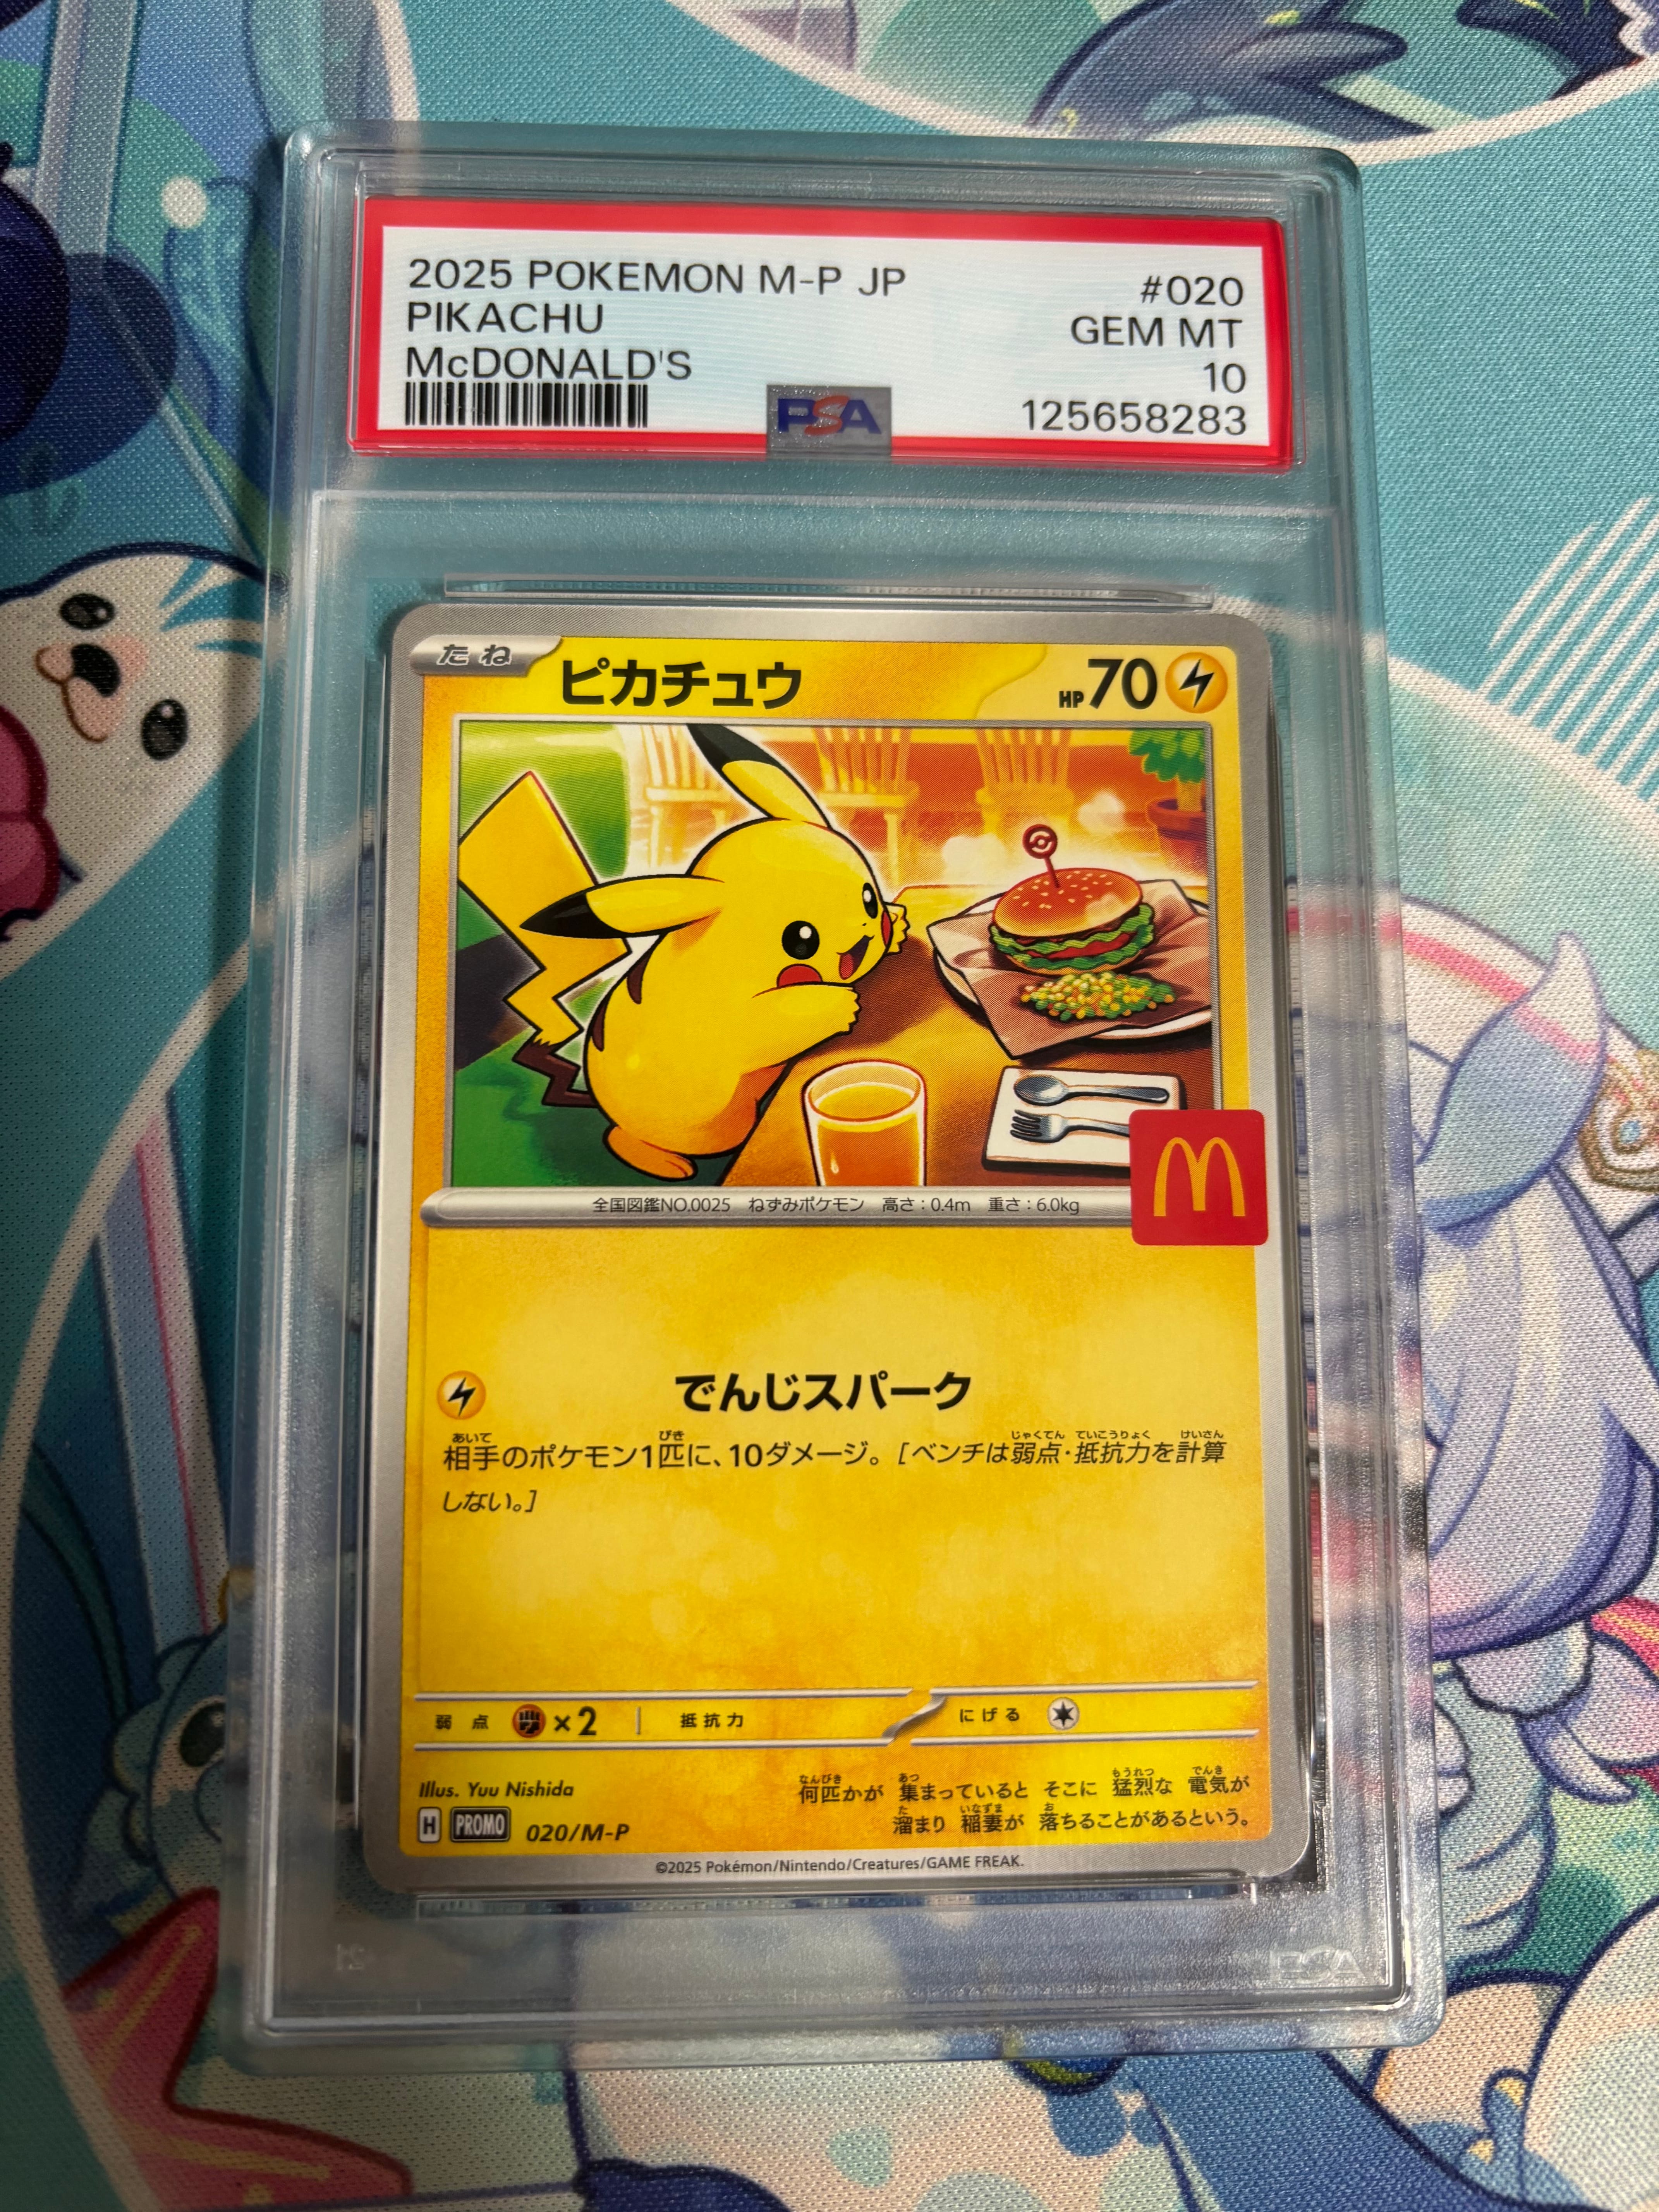 2025 POKEMON M-P JP #020
PIKACHU GEM MT
McDONALD'S 10
PSA 125658283
たね ピカチュウ HP70
M
全国図鑑NO.0025 ねずみポケモン 高さ:0.4m 重さ:6.0kg
でんじスパーク
相手のポケモン1匹に、10ダメージ。[ベンチは弱点・抵抗力を計算
しない。]
弱点 ×2 抵抗力 にげる
Illus. Yuu Nishida
何匹かが 集まっていると そこに 猛烈な 電気が
溜まり 稲妻が 落ちることがあるという。
H PROMO 020/M-P
©2025 Pokémon/Nintendo/Creatures/GAME FREAK.
PSA